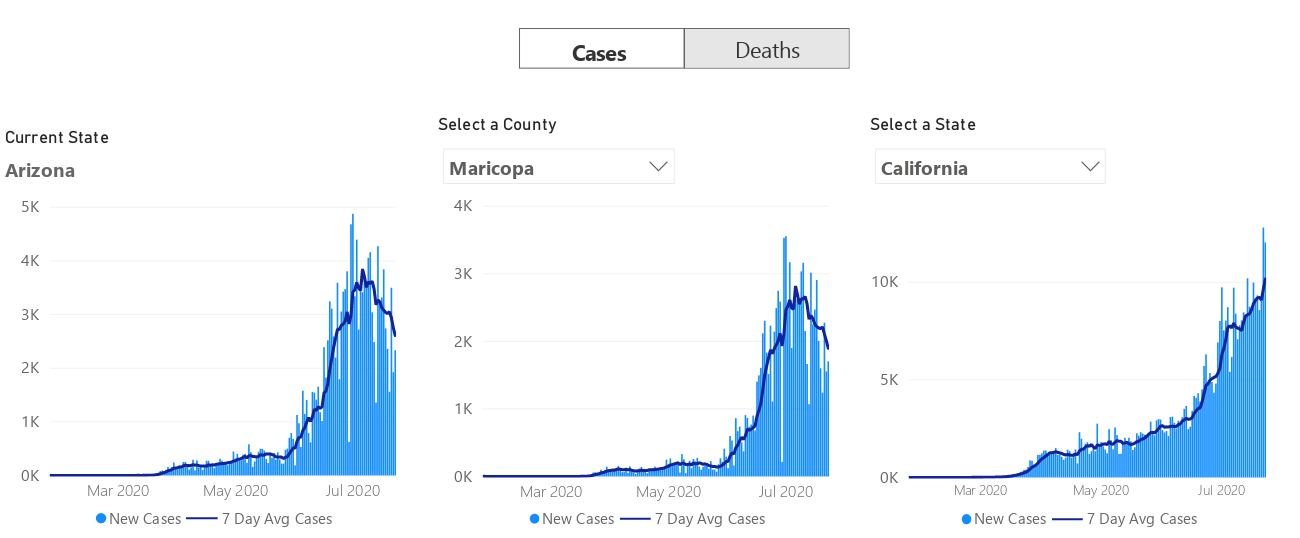 Cases
Deaths
Current State
Arizona
5K
4K
3K
2K
1K
0K
Mar 2020
May 2020
Jul 2020
New Cases
7 Day Avg Cases
Select a County
Maricopa
4K
3K
2K
1K
0K
Mar 2020
May 2020
Jul 2020
New Cases
7 Day Avg Cases
Select a State
California
10K
5K
0K
Mar 2020
May 2020
Jul 2020
New Cases
7 Day Avg Cases